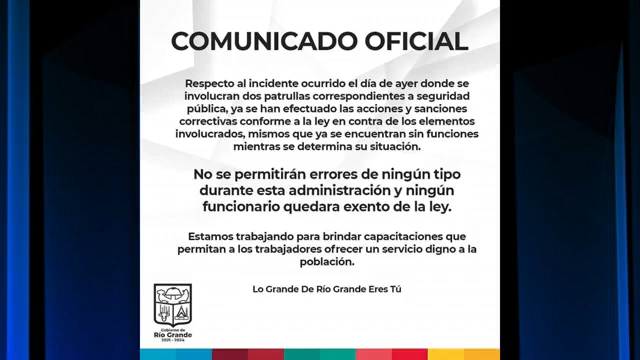 COMUNICADO OFICIAL
Respecto al incidente ocurrido el día de ayer donde se
involucran dos patrullas correspondientes a seguridad
pública, ya se han efectuado las acciones y sanciones
correctivas conforme a la ley en contra de los elementos
involucrados, mismos que ya se encuentran sin funciones
mientras se determina su situación.
No se permitirán errores de ningún tipo
durante esta administración y ningún
funcionario quedara exento de la ley.
Estamos trabajando para brindar capacitaciones que
permitan a los trabajadores ofrecer un servicio digno a la
población.
Lo Grande De Río Grande Eres Tú
Gobierno de
Río Grande
2021 - 2024